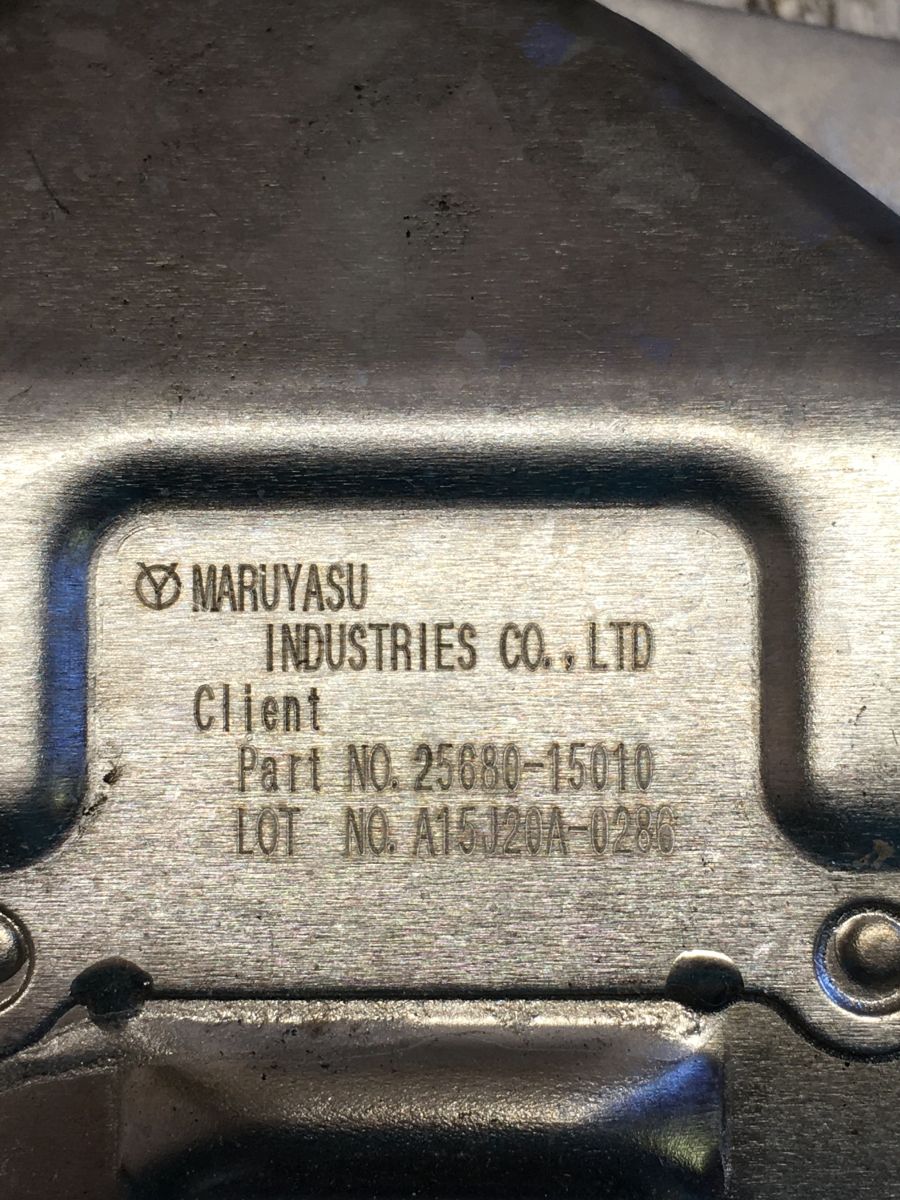 MARUYASU
INDUSTRIES CO.,LTD
Client
Part NO. 25680-15010
LOT NO. A15J20A-0286